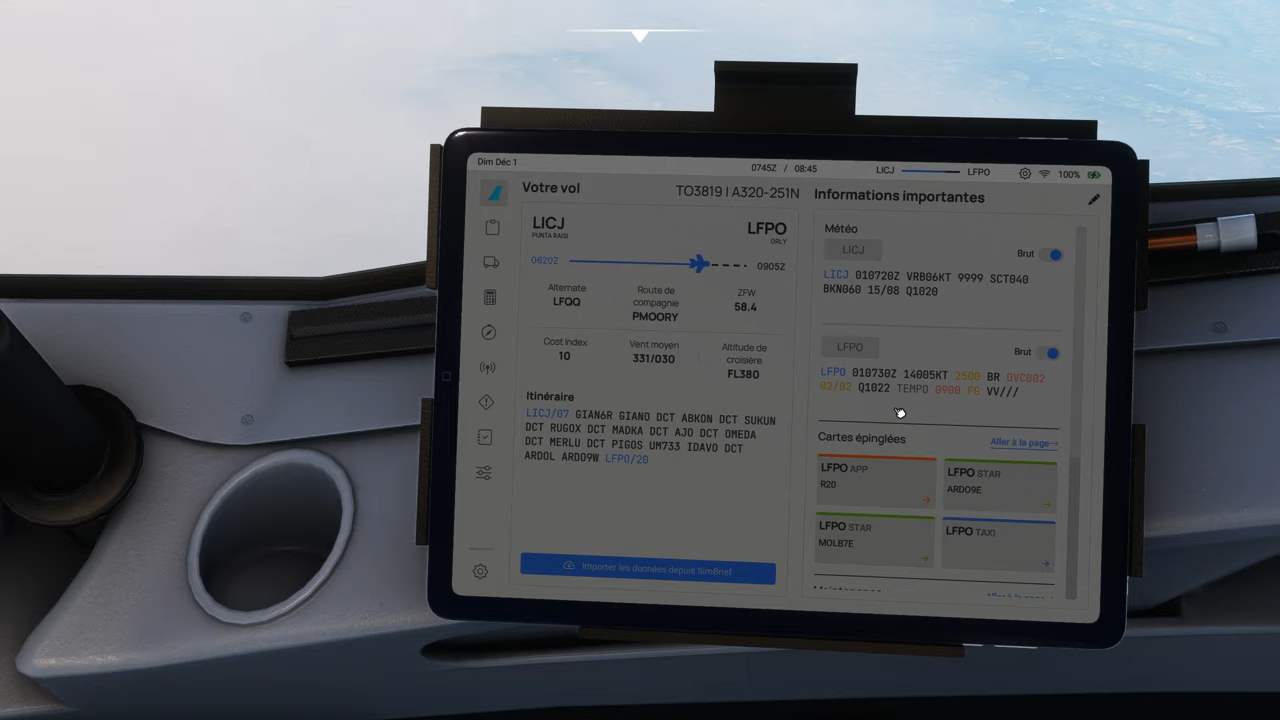 Dim Déc 1
0745Z / 08:45
LICJ LFPO
100%
Votre vol
TO3819 | A320-251N
LICJ
PUNTA RAISI
LFPO
ORLY
0620Z
0905Z
Alternate
LFQQ
Route de
compagnie
PMOORY
ZFW
58.4
Cost index
10
Vent moyen
331/030
Altitude de
croisière
FL380
Itinéraire
LICJ/07 GIAN6R GIANO DCT ABKON DCT SUKUN
DCT RUGOX DCT MADKA DCT AJO DCT OMEDA
DCT MERLU DCT PIGOS UM733 IDAVO DCT
ARDOL ARDO9W LFPO/20
Importer les données depuis SimBrief
Informations importantes
Météo
LICJ
Brut
LICJ 010720Z VRB06KT 9999 SCT040
BKN060 15/08 Q1020
LFPO
Brut
LFPO 010730Z 14005KT 2500 BR OVC002
02/02 Q1022 TEMPO 0900 FG VV///
Cartes épinglées
Aller à la page
LFPO APP
R20
LFPO STAR
ARDO9E
LFPO STAR
MOLB7E
LFPO TAXI